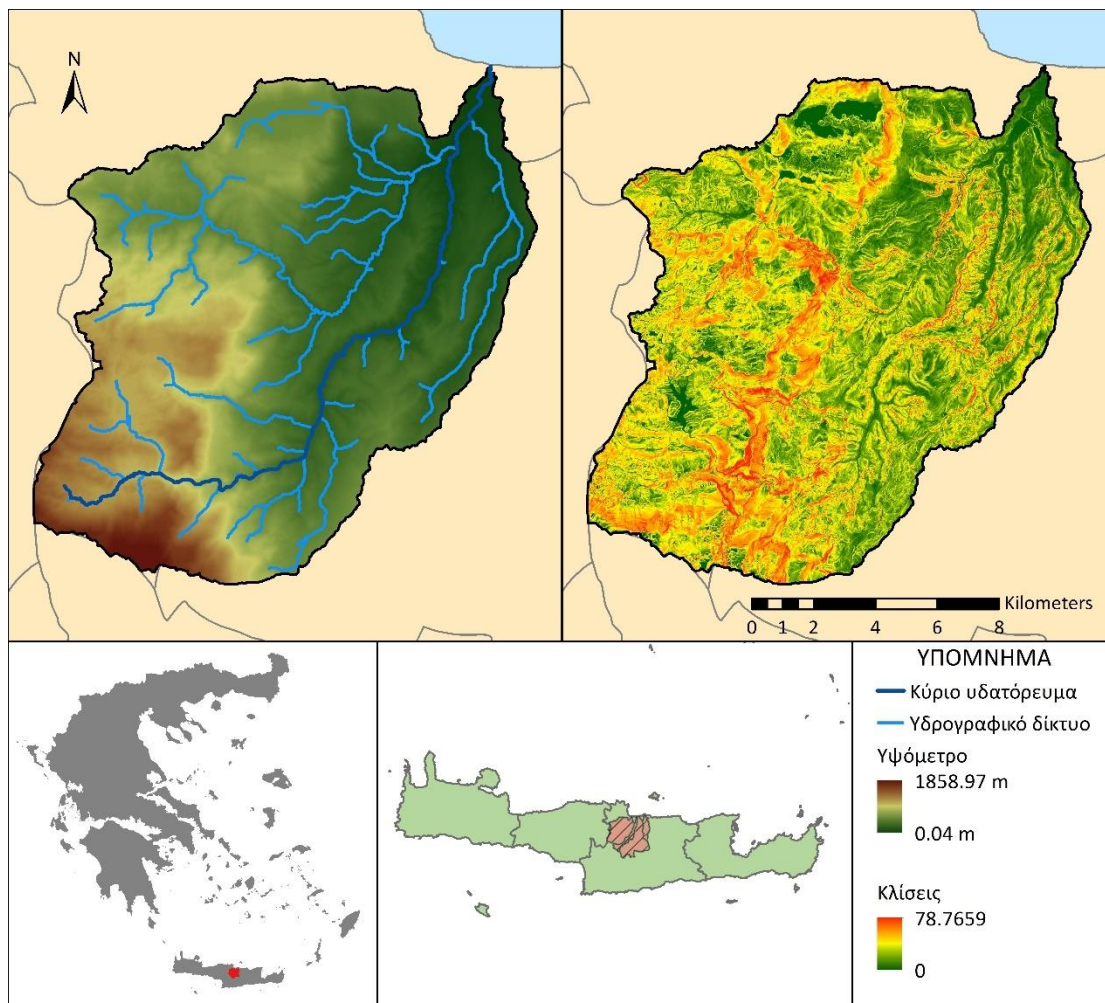 N
Kilometers
0 1 2 4 6 8
ΥΠΟΜΝΗΜΑ
Κύριο υδατόρευμα
Υδρογραφικό δίκτυο
Υψόμετρο
1858.97 m
0.04 m
Κλίσεις
78.7659
0